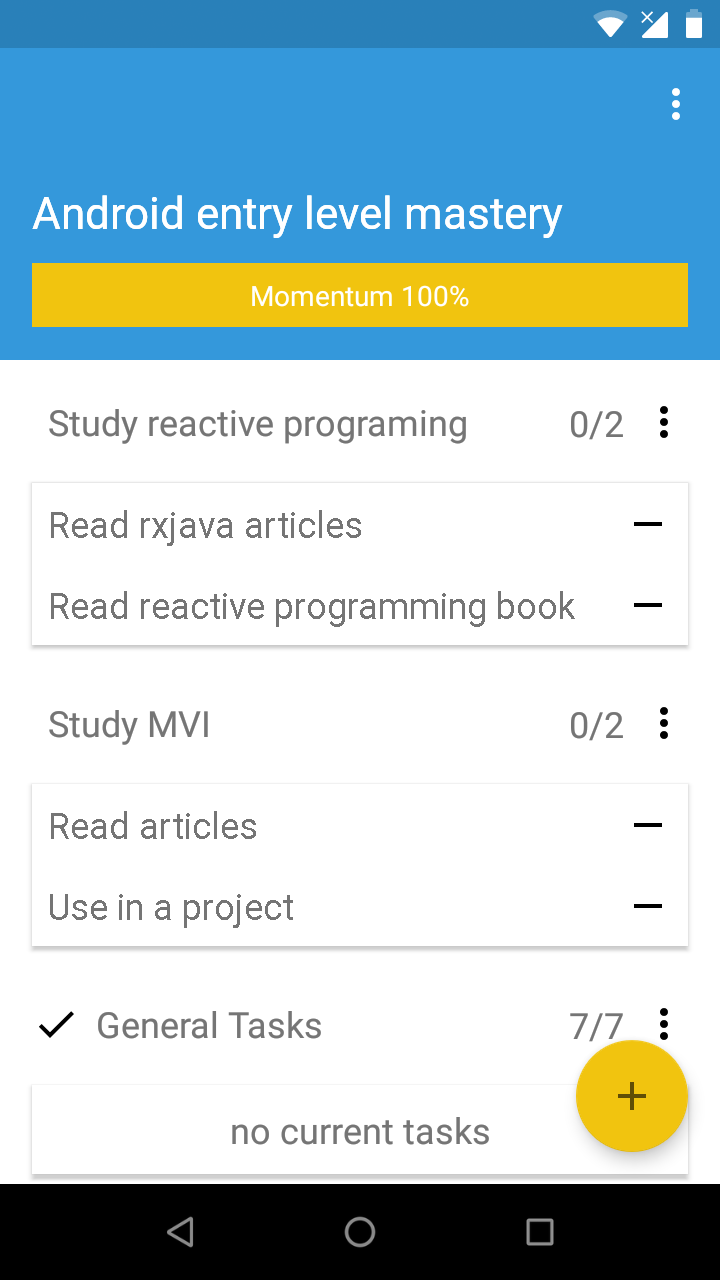 Android entry level mastery
Momentum 100%
Study reactive programing 0/2
Read rxjava articles
Read reactive programming book
Study MVI 0/2
Read articles
Use in a project
General Tasks 7/7
no current tasks